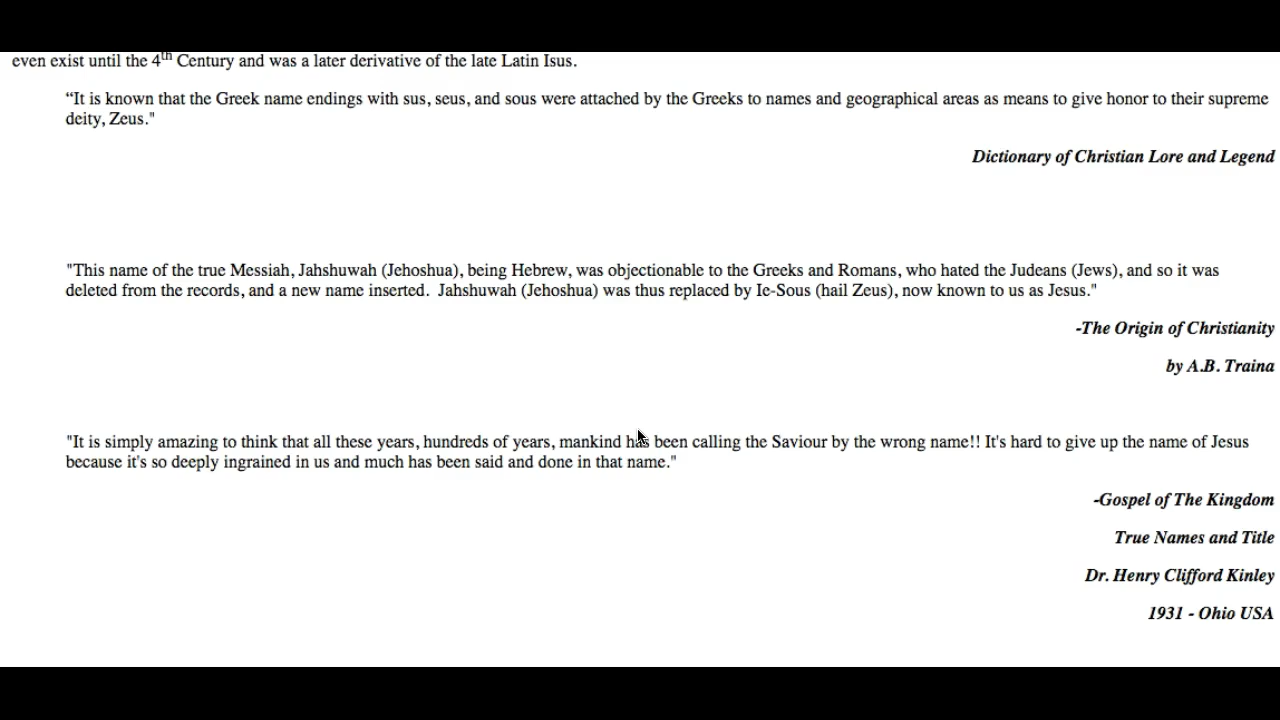 even exist until the 4th Century and was a later derivative of the late Latin Isus.
“It is known that the Greek name endings with sus, seus, and sous were attached by the Greeks to names and geographical areas as means to give honor to their supreme
deity, Zeus."
Dictionary of Christian Lore and Legend
"This name of the true Messiah, Jahshuwah (Jehoshua), being Hebrew, was objectionable to the Greeks and Romans, who hated the Judeans (Jews), and so it was
deleted from the records, and a new name inserted.  Jahshuwah (Jehoshua) was thus replaced by Ie-Sous (hail Zeus), now known to us as Jesus."
-The Origin of Christianity
by A.B. Traina
"It is simply amazing to think that all these years, hundreds of years, mankind has been calling the Saviour by the wrong name!! It's hard to give up the name of Jesus
because it's so deeply ingrained in us and much has been said and done in that name."
-Gospel of The Kingdom
True Names and Title
Dr. Henry Clifford Kinley
1931 - Ohio USA